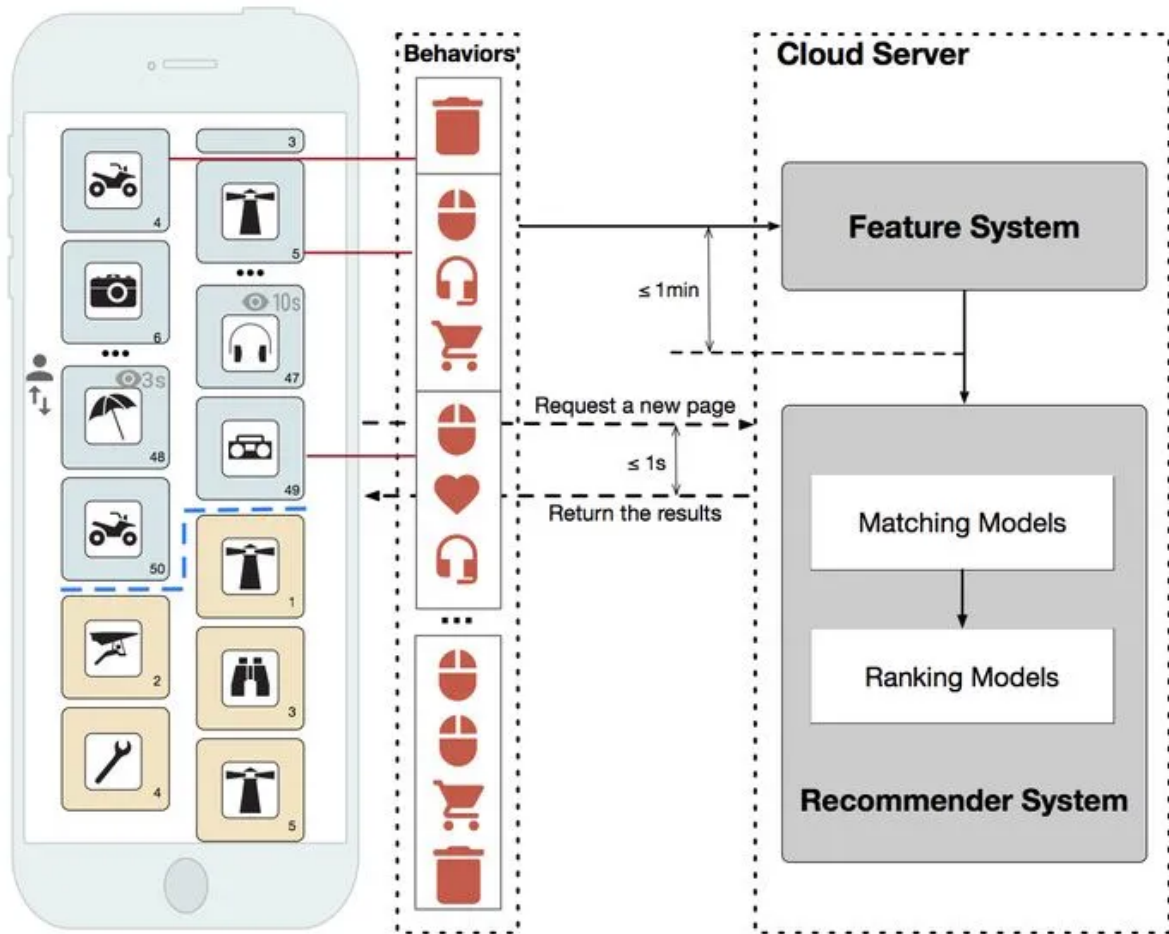 Behaviors
Cloud Server
3
4
5
•••
6
•••
10s
47
3s
48
49
50
1
2
3
4
5
•••
Feature System
≤ 1min
Request a new page
≤ 1s
Return the results
Matching Models
Ranking Models
Recommender System